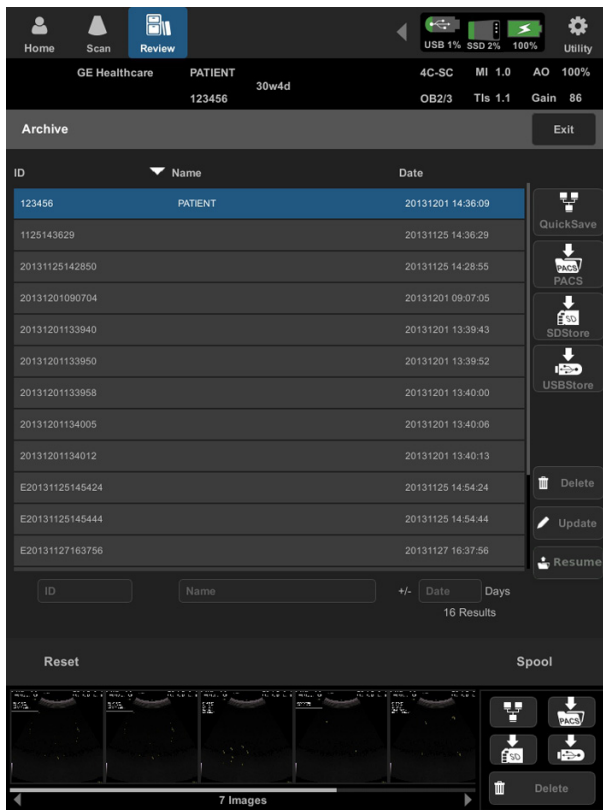 Home Scan Review USB 1% SSD 2% 100% Utility
GE Healthcare PATIENT 30w4d 4C-SC MI 1.0 AO 100%
123456 OB2/3 TIs 1.1 Gain 86
Archive Exit
ID Name Date
123456 PATIENT 20131201 14:36:09
QuickSave
1125143629 20131125 14:36:29
20131125142850 20131125 14:28:55
PACS
PACS
20131201090704 20131201 09:07:05
SD
SDStore
20131201133940 20131201 13:39:43
20131201133950 20131201 13:39:52
USBStore
20131201133958 20131201 13:40:00
20131201134005 20131201 13:40:06
20131201134012 20131201 13:40:13
E20131125145424 20131125 14:54:24
Delete
E20131125145444 20131125 14:54:44
Update
E20131127163756 20131127 16:37:56
Resume
ID Name +/- Date Days
16 Results
Reset Spool
PACS
SD
7 Images Delete